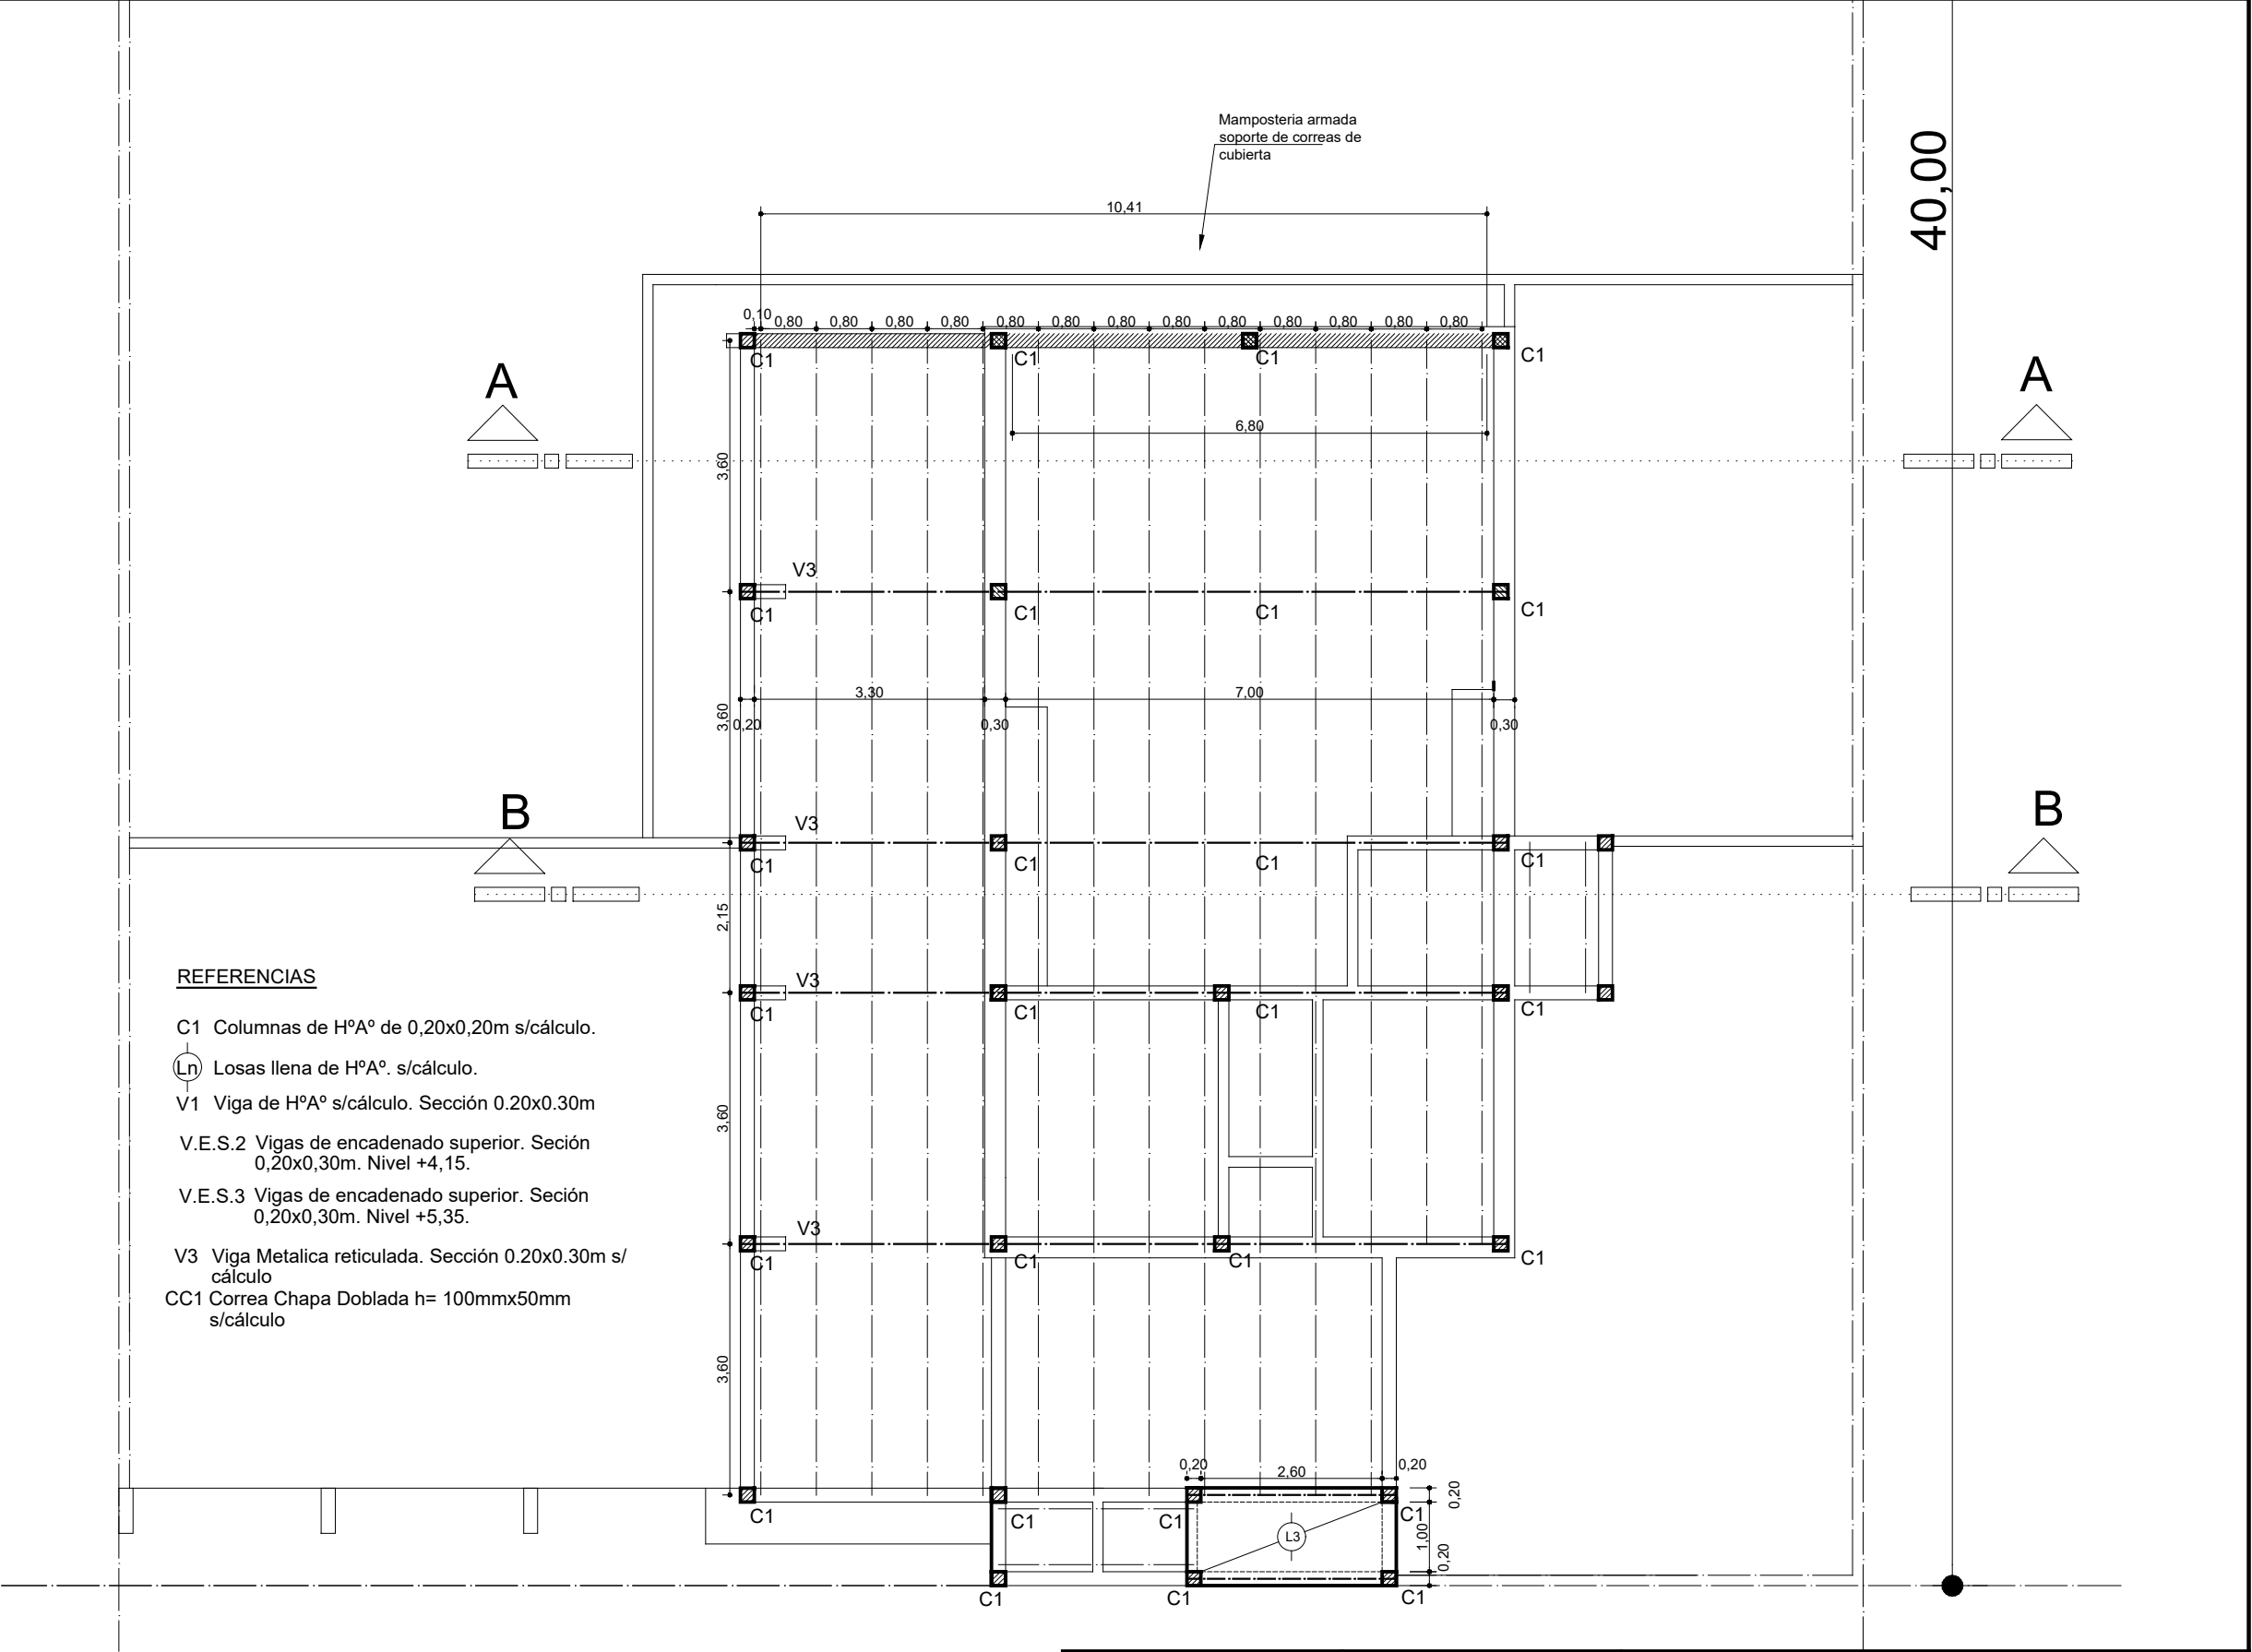 Mamposteria armada
soporte de correas de
cubierta
40,00
10,41
0,10 0,80 0,80 0,80 0,80 0,80 0,80 0,80 0,80 0,80 0,80 0,80 0,80 0,80
C1 C1 C1 C1
A A
6,80
3,60
V3
C1 C1 C1 C1
3,30 7,00
3,60 0,20 0,30 0,30
B V3 B
C1 C1 C1 C1
2,15
V3
C1 C1 C1 C1
REFERENCIAS
C1 Columnas de HºAº de 0,20x0,20m s/cálculo.
Ln Losas llena de HºAº. s/cálculo.
V1 Viga de HºAº s/cálculo. Sección 0.20x0.30m
V.E.S.2 Vigas de encadenado superior. Seción
0,20x0,30m. Nivel +4,15.
V.E.S.3 Vigas de encadenado superior. Seción
0,20x0,30m. Nivel +5,35.
V3 Viga Metalica reticulada. Sección 0.20x0.30m s/
cálculo
CC1 Correa Chapa Doblada h= 100mmx50mm
s/cálculo
3,60
V3
C1 C1 C1 C1
3,60
0,20 2,60 0,20
0,20
C1 C1 C1 C1
L3 1,00
0,20
C1 C1 C1